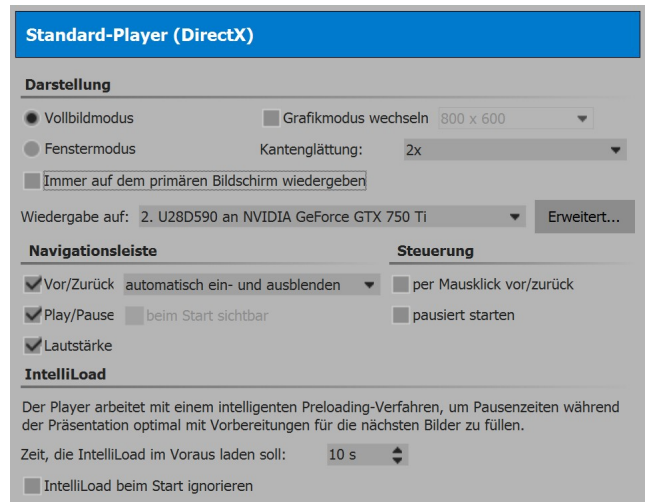 Standard-Player (DirectX)
Darstellung
Vollbildmodus Grafikmodus wechseln 800 x 600
Fenstermodus Kantenglättung: 2x
Immer auf dem primären Bildschirm wiedergeben
Wiedergabe auf: 2. U28D590 an NVIDIA GeForce GTX 750 Ti Erweitert...
Navigationsleiste Steuerung
Vor/Zurück automatisch ein- und ausblenden per Mausklick vor/zurück
Play/Pause beim Start sichtbar pausiert starten
Lautstärke
IntelliLoad
Der Player arbeitet mit einem intelligenten Preloading-Verfahren, um Pausenzeiten während
der Präsentation optimal mit Vorbereitungen für die nächsten Bilder zu füllen.
Zeit, die IntelliLoad im Voraus laden soll: 10 s
IntelliLoad beim Start ignorieren